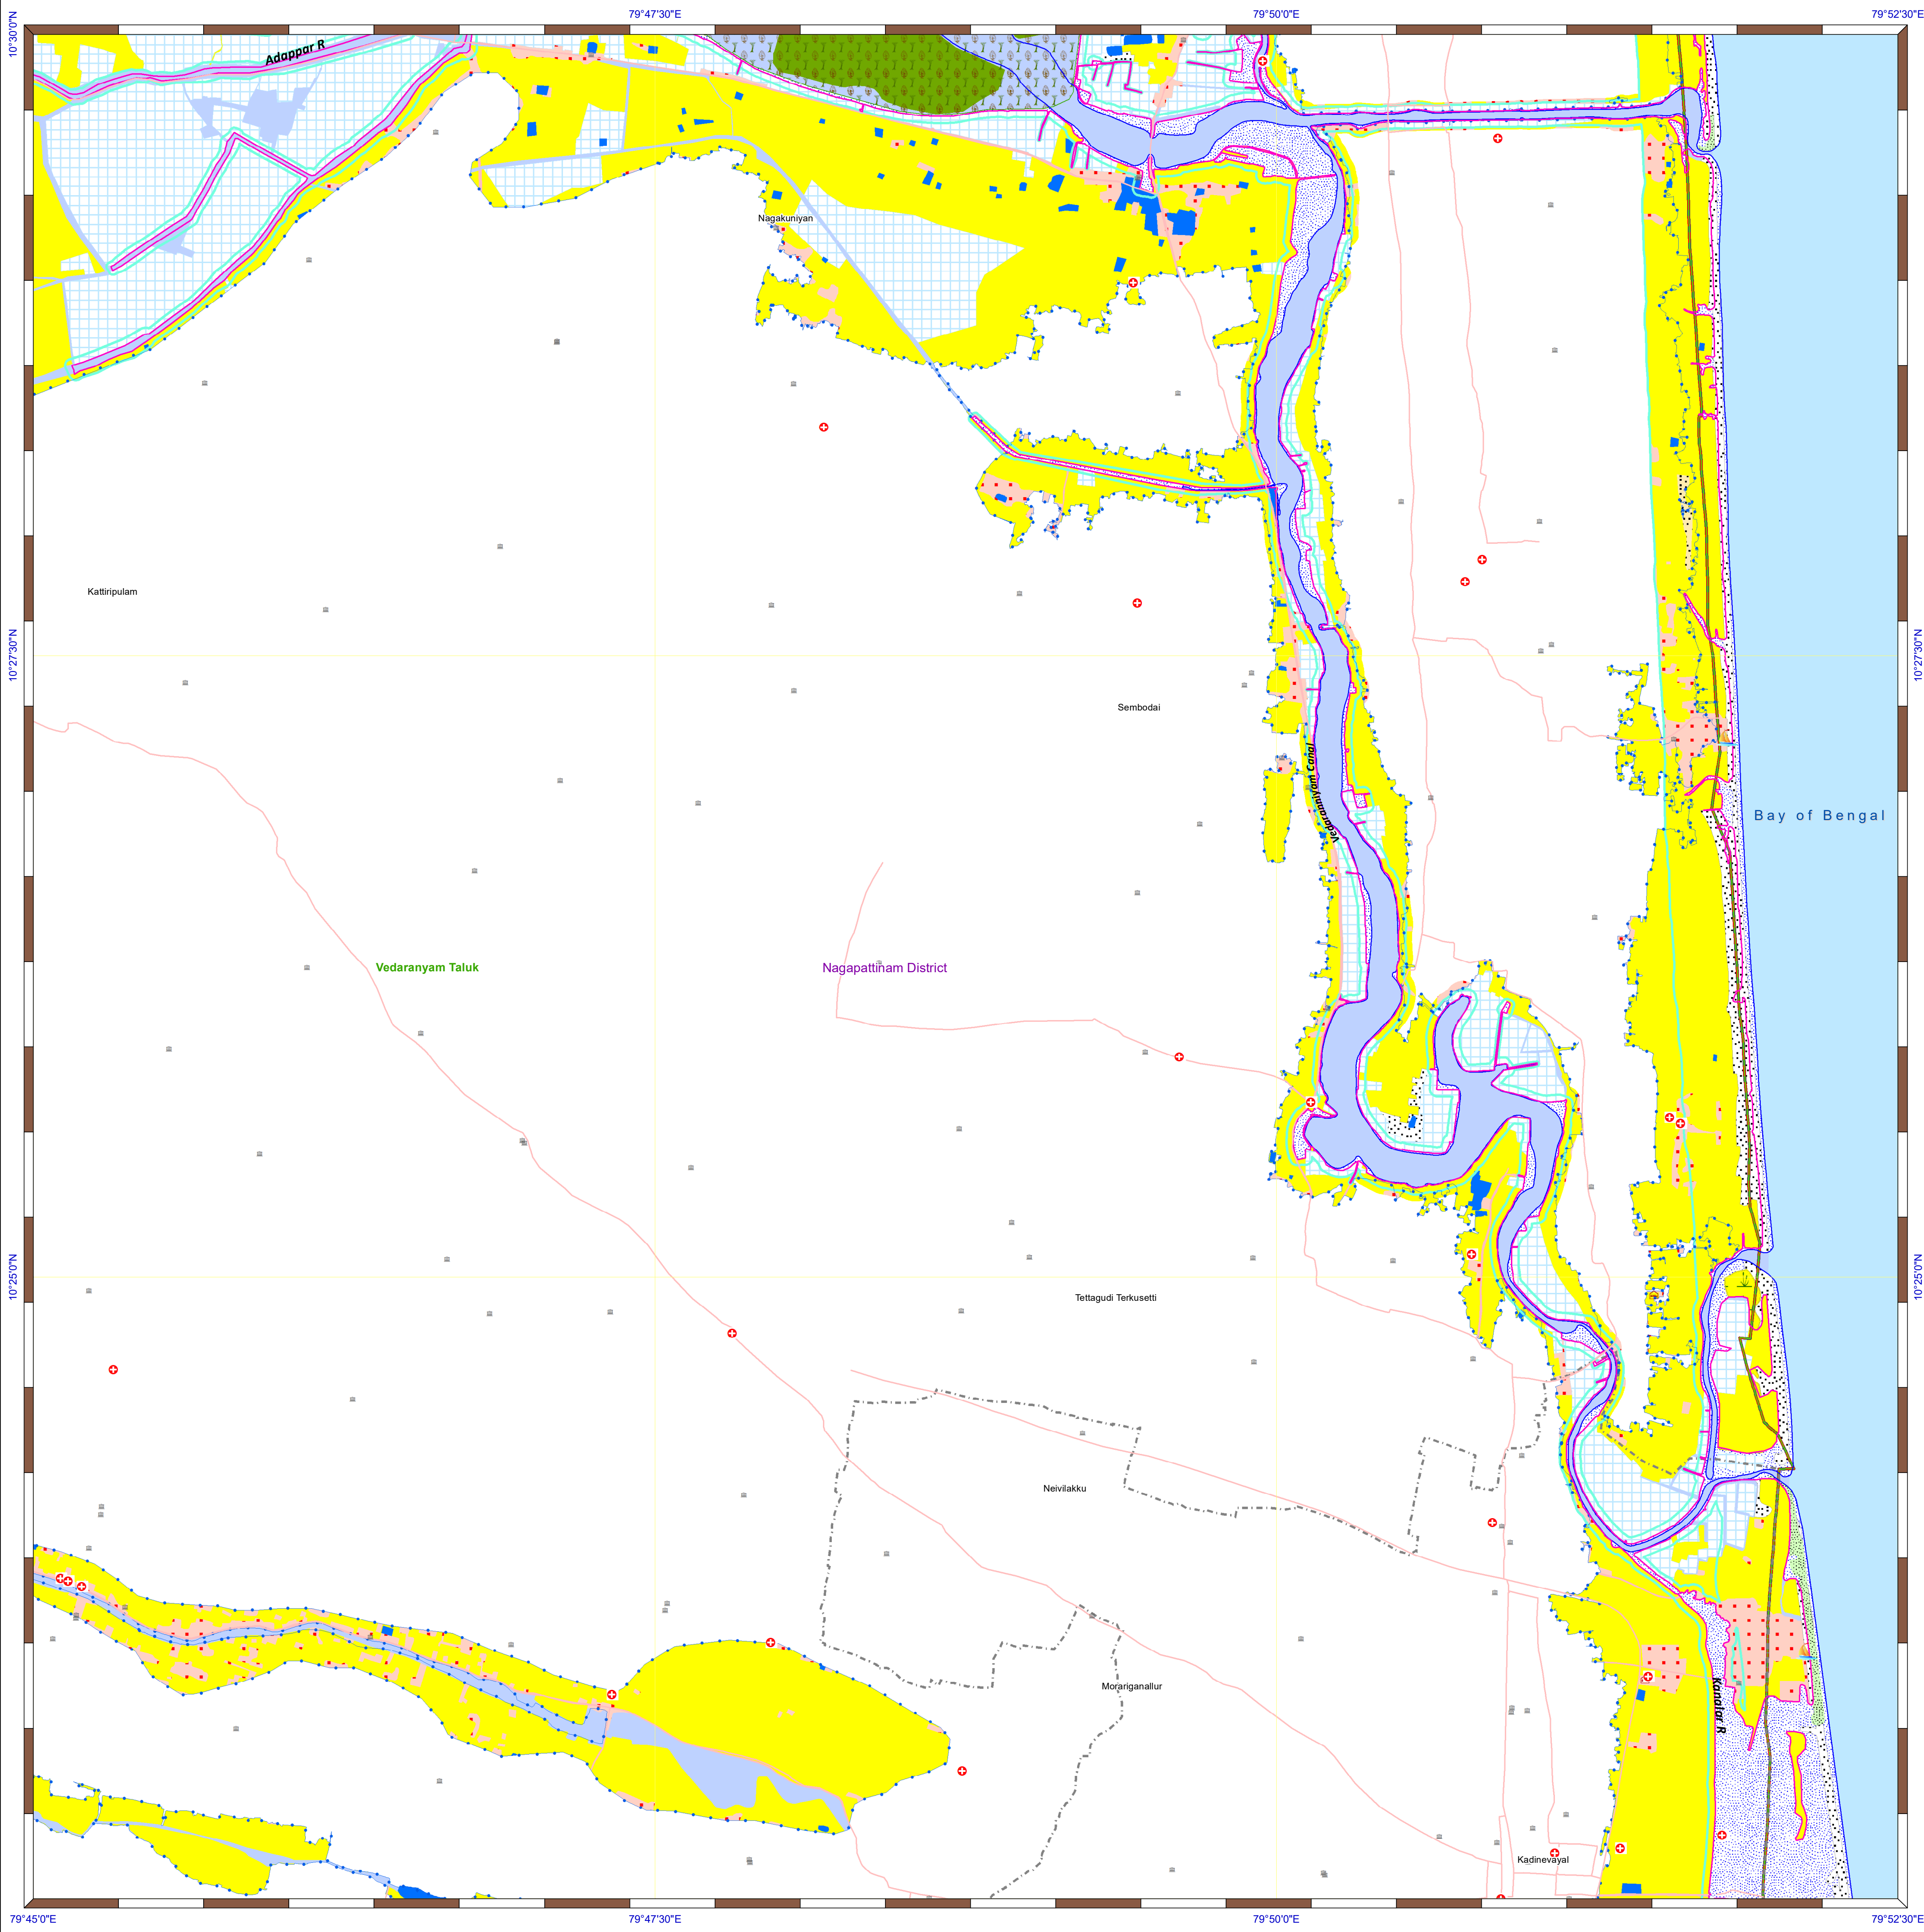 79°47'30"E
79°50'0"E
79°52'30"E
10°30'0"N
Adappar R
Nagakuniyan
Kattiripulam
10°27'30"N
10°27'30"N
Sembodai
Vedaranniyam Canal
Bay of Bengal
Vedaranyam Taluk
Nagapattinam District
10°25'0"N
10°25'0"N
Tettagudi Terkusetti
Neivilakku
Morariganallur
Kandiar R
Kadinevayal
79°45'0"E
79°47'30"E
79°50'0"E
79°52'30"E